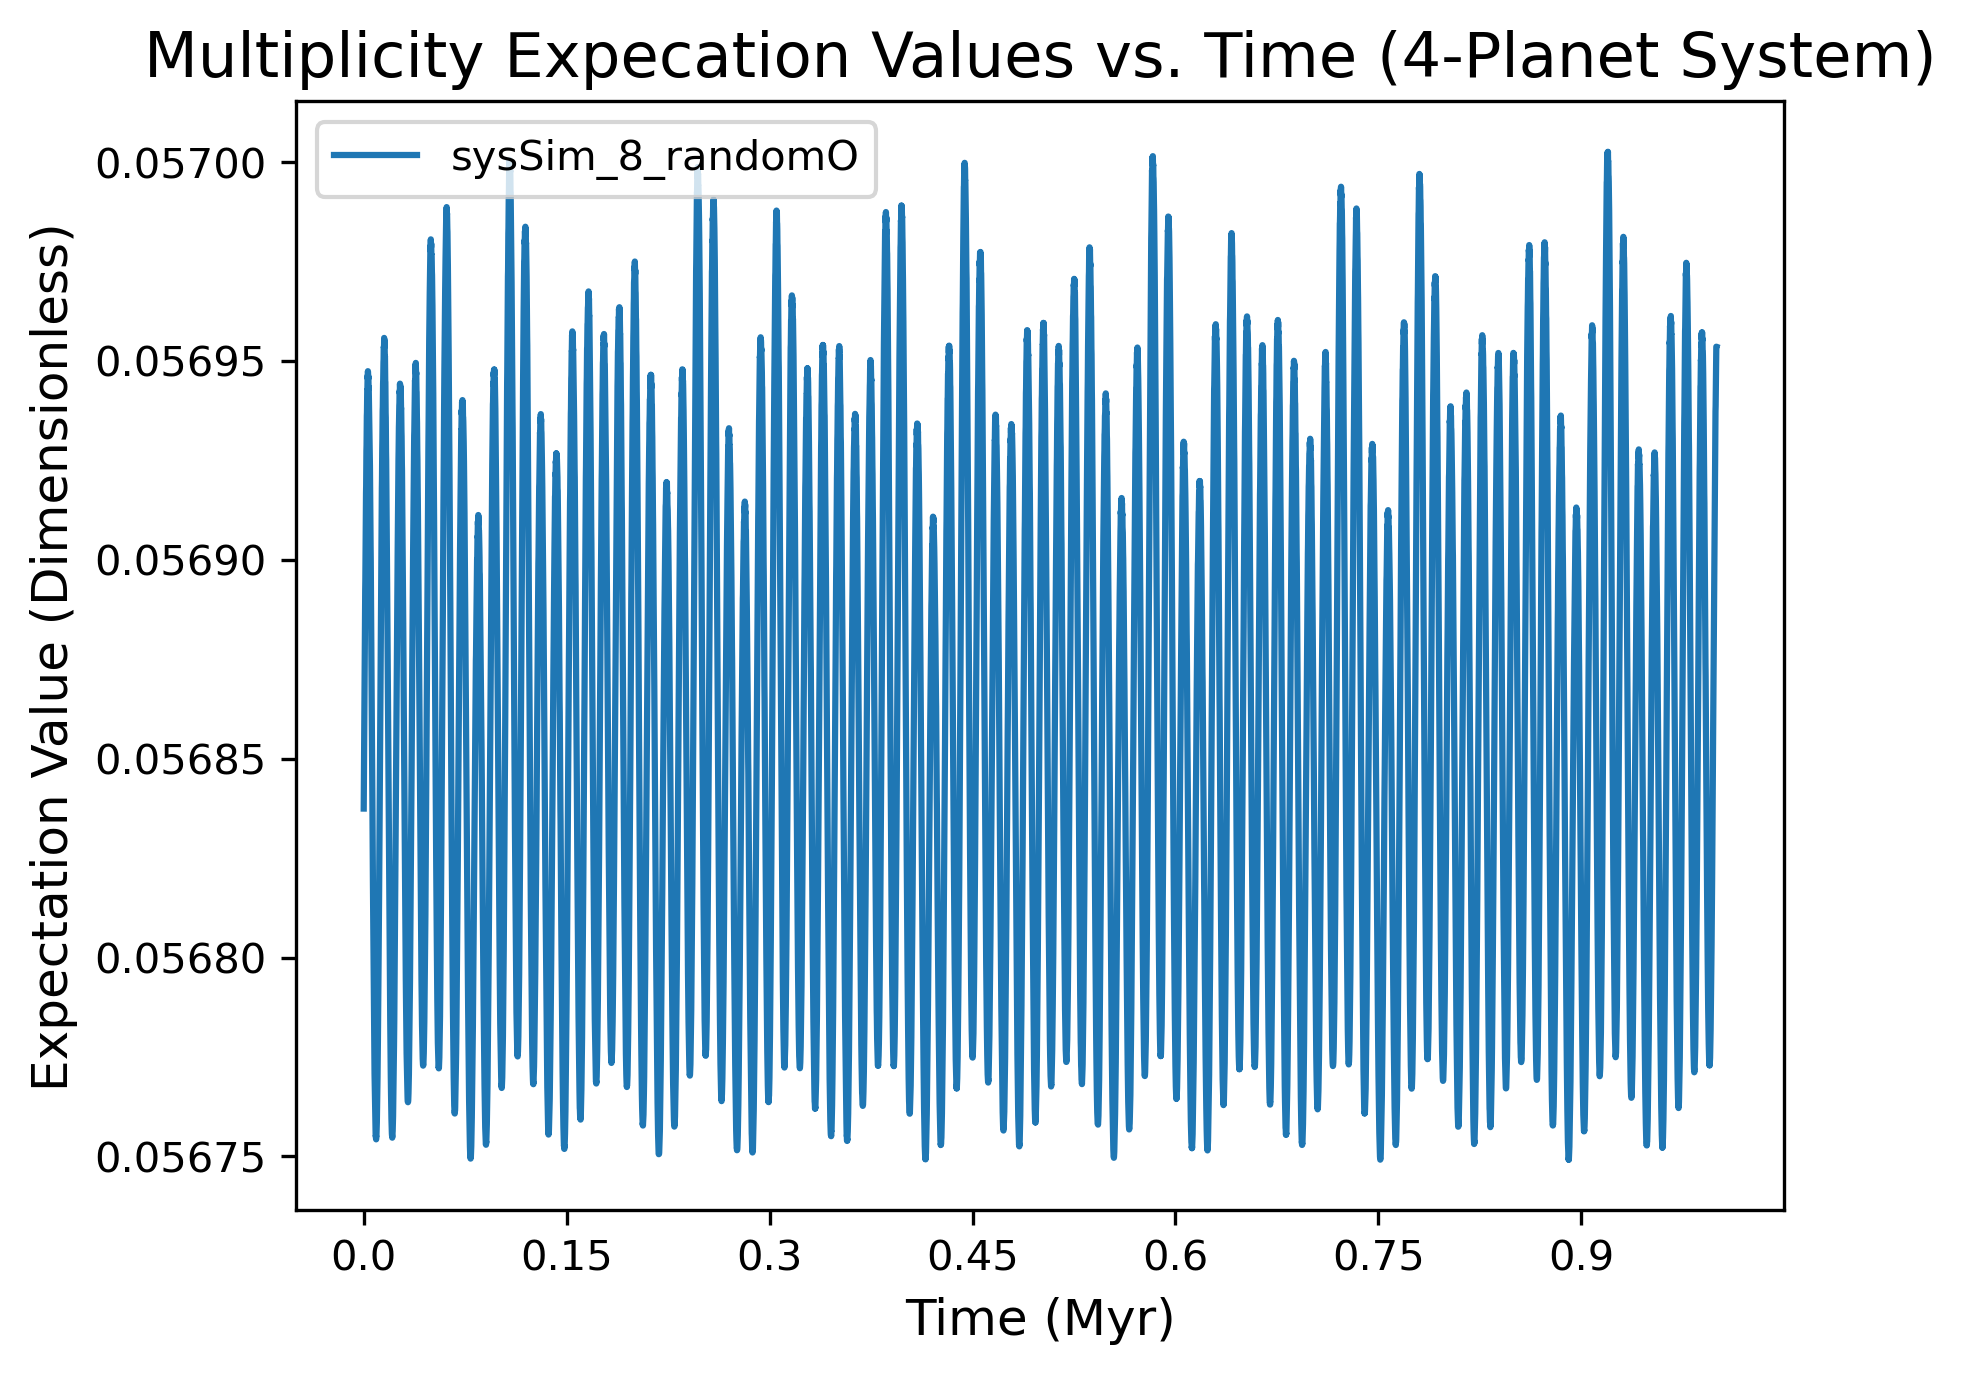 Multiplicity Expecation Values vs. Time (4-Planet System)
sysSim_8_randomO
Expectation Value (Dimensionless)
0.05700
0.05695
0.05690
0.05685
0.05680
0.05675
0.0 0.15 0.3 0.45 0.6 0.75 0.9
Time (Myr)